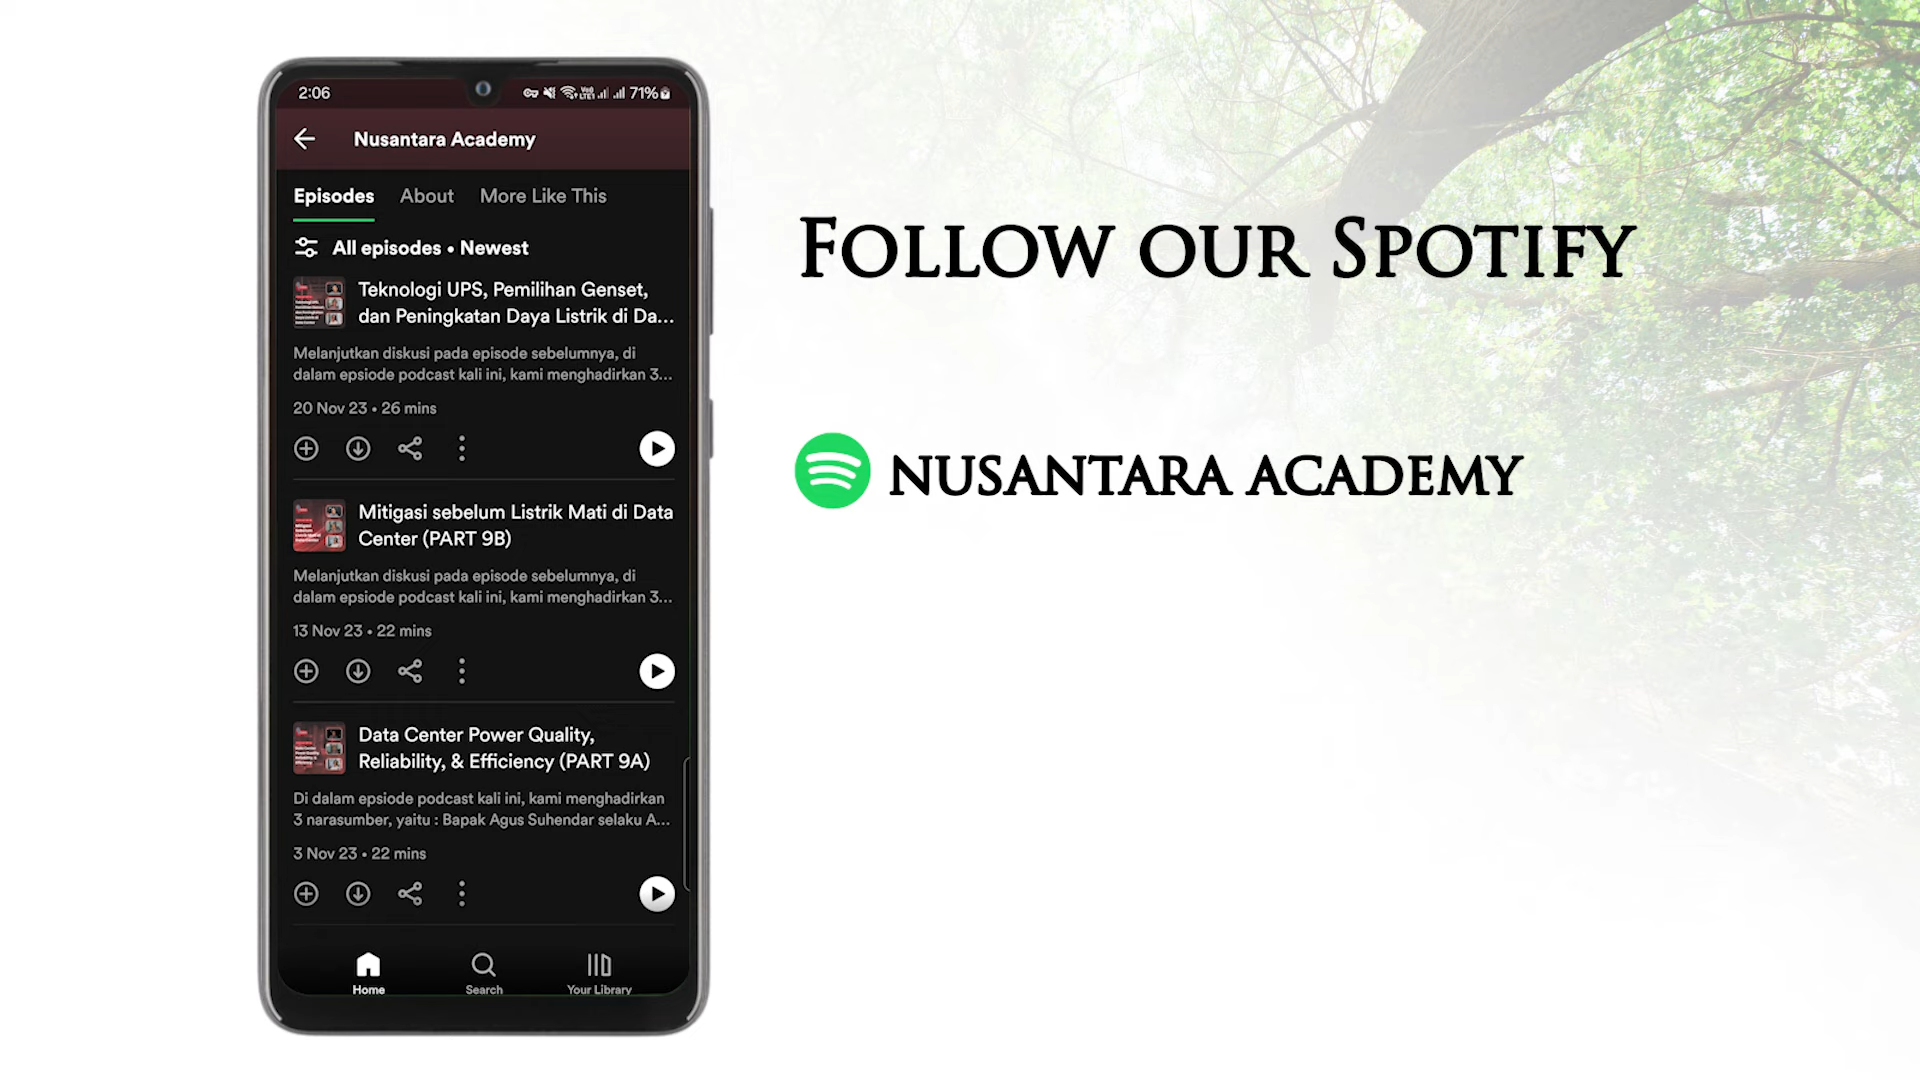 2:06
71%
Nusantara Academy
Episodes About More Like This
All episodes • Newest
Teknologi UPS, Pemilihan Genset,
dan Peningkatan Daya Listrik di Da...
Melanjutkan diskusi pada episode sebelumnya, di
dalam epsiode podcast kali ini, kami menghadirkan 3...
20 Nov 23 • 26 mins
Mitigasi sebelum Listrik Mati di Data
Center (PART 9B)
Melanjutkan diskusi pada episode sebelumnya, di
dalam epsiode podcast kali ini, kami menghadirkan 3...
13 Nov 23 • 22 mins
Data Center Power Quality,
Reliability, & Efficiency (PART 9A)
Di dalam epsiode podcast kali ini, kami menghadirkan
3 narasumber, yaitu : Bapak Agus Suhendar selaku A...
3 Nov 23 • 22 mins
Home Search Your Library
FOLLOW OUR SPOTIFY
NUSANTARA ACADEMY